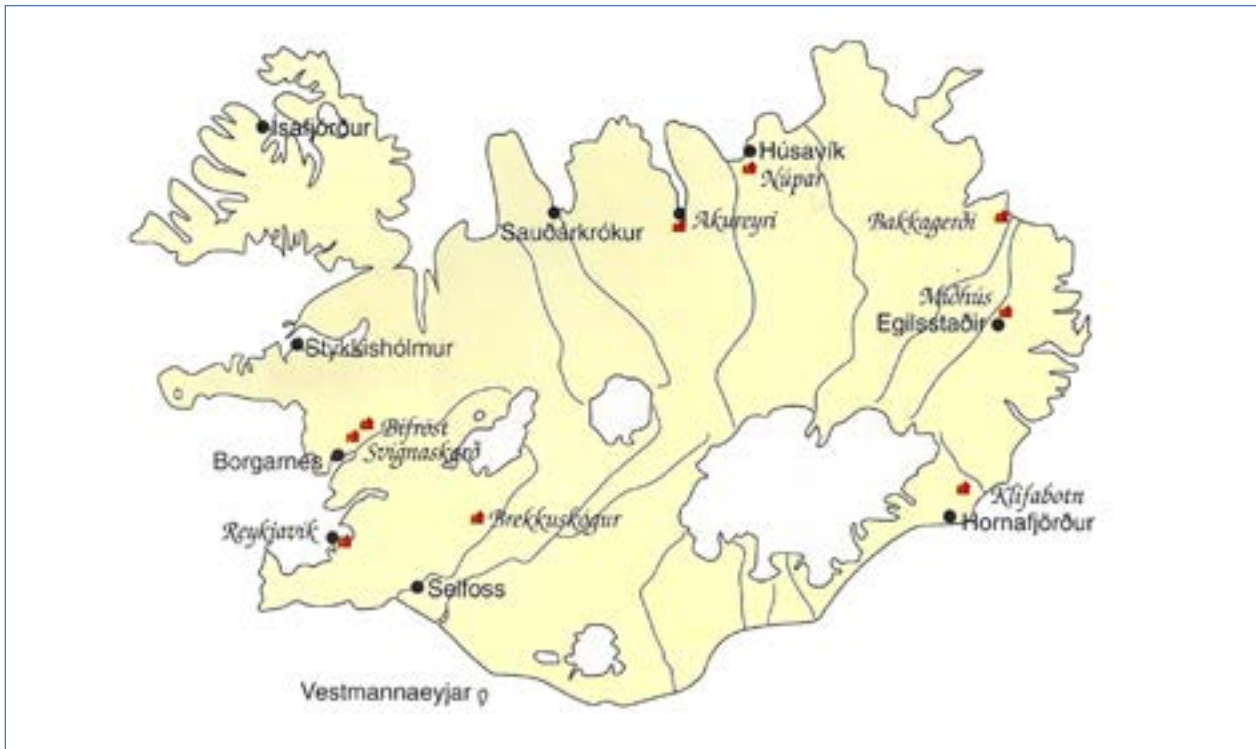 Ísafjörður
Húsavík
Núpar
Sauðárkrókur
Akureyri
Bakkagerði
Miðhús
Egilsstaðir
Stykkishólmur
Bifröst
Svignaskarð
Borgarnes
Klifabotn
Hornafjörður
Reykjavík
Brekkuskógur
Selfoss
Vestmannaeyjar